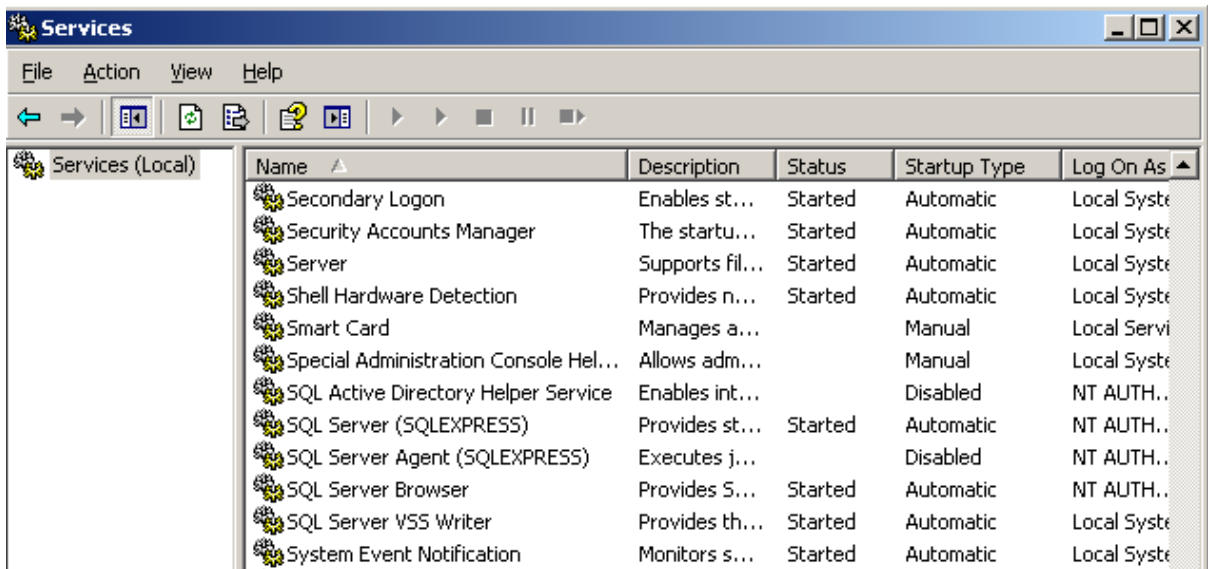 Services
File Action View Help
Services (Local)
Name Description Status Startup Type Log On As
Secondary Logon Enables st... Started Automatic Local Syste
Security Accounts Manager The startu... Started Automatic Local Syste
Server Supports fil... Started Automatic Local Syste
Shell Hardware Detection Provides n... Started Automatic Local Syste
Smart Card Manages a... Manual Local Servi
Special Administration Console Hel... Allows adm... Manual Local Syste
SQL Active Directory Helper Service Enables int... Disabled NT AUTH..
SQL Server (SQLEXPRESS) Provides st... Started Automatic NT AUTH..
SQL Server Agent (SQLEXPRESS) Executes j... Disabled NT AUTH..
SQL Server Browser Provides S... Started Automatic NT AUTH..
SQL Server VSS Writer Provides th... Started Automatic Local Syste
System Event Notification Monitors s... Started Automatic Local Syste